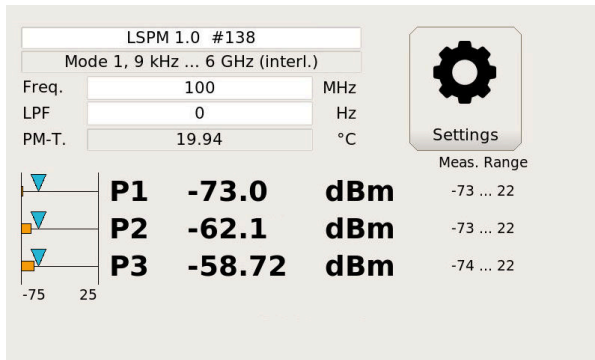 LSPM 1.0 #138
Mode 1, 9 kHz ... 6 GHz (interl.)
Freq. 100 MHz
LPF 0 Hz
PM-T. 19.94 °C
Settings
Meas. Range
P1 -73.0 dBm -73 ... 22
P2 -62.1 dBm -73 ... 22
P3 -58.72 dBm -74 ... 22
-75 25